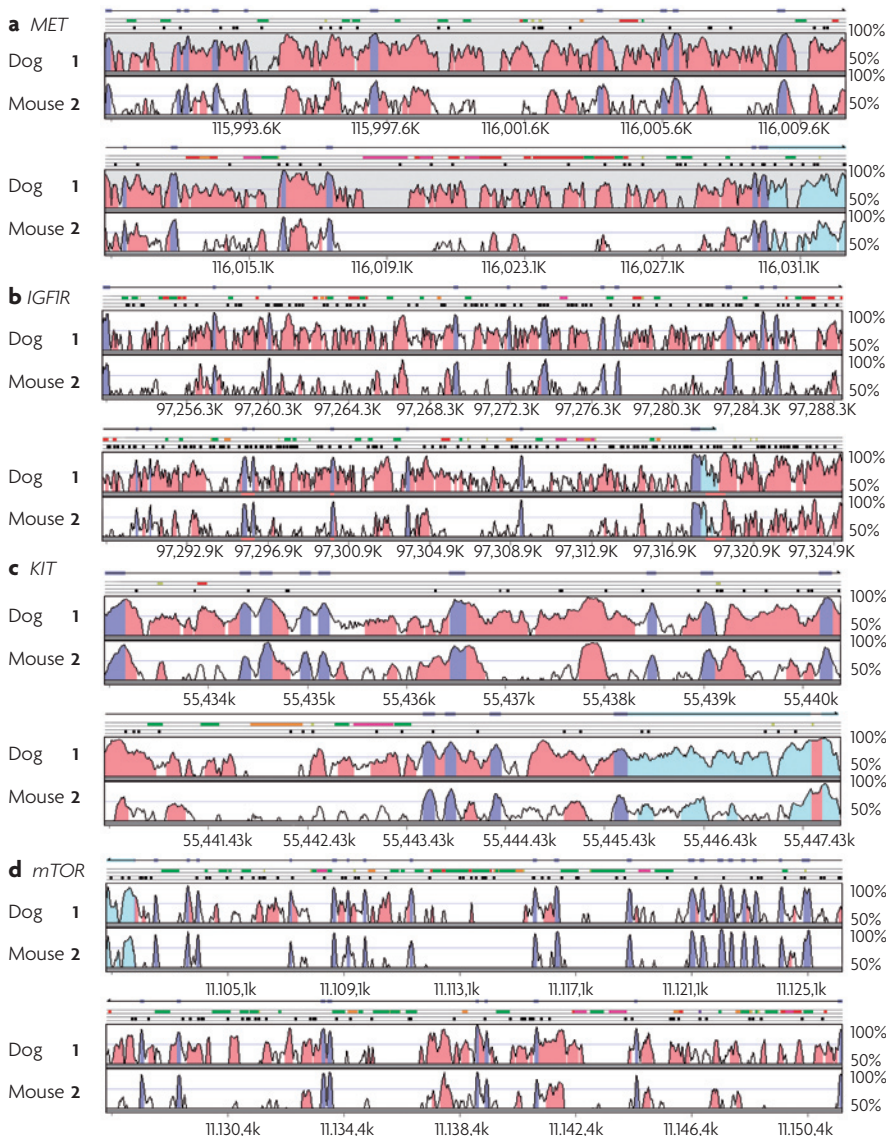 a MET
100%
Dog 1 50%
100%
Mouse 2 50%
115,993.6K 115,997.6K 116,001.6K 116,005.6K 116,009.6K
100%
Dog 1 50%
100%
Mouse 2 50%
116,015.1K 116,019.1K 116,023.1K 116,027.1K 116,031.1K
b IGF1R
100%
Dog 1 50%
100%
Mouse 2 50%
97,256.3K 97,260.3K 97,264.3K 97,268.3K 97,272.3K 97,276.3K 97,280.3K 97,284.3K 97,288.3K
100%
Dog 1 50%
100%
Mouse 2 50%
97,292.9K 97,296.9K 97,300.9K 97,304.9K 97,308.9K 97,312.9K 97,316.9K 97,320.9K 97,324.9K
c KIT
100%
Dog 1 50%
100%
Mouse 2 50%
55,434k 55,435k 55,436k 55,437k 55,438k 55,439k 55,440k
100%
Dog 1 50%
100%
Mouse 2 50%
55,441.43k 55,442.43k 55,443.43k 55,444.43k 55,445.43k 55,446.43k 55,447.43k
d mTOR
100%
Dog 1 50%
100%
Mouse 2 50%
11.105,1k 11.109,1k 11.113,1k 11.117,1k 11.121,1k 11.125,1k
100%
Dog 1 50%
100%
Mouse 2 50%
11.130,4k 11.134,4k 11.138,4k 11.142,4k 11.146,4k 11.150,4k